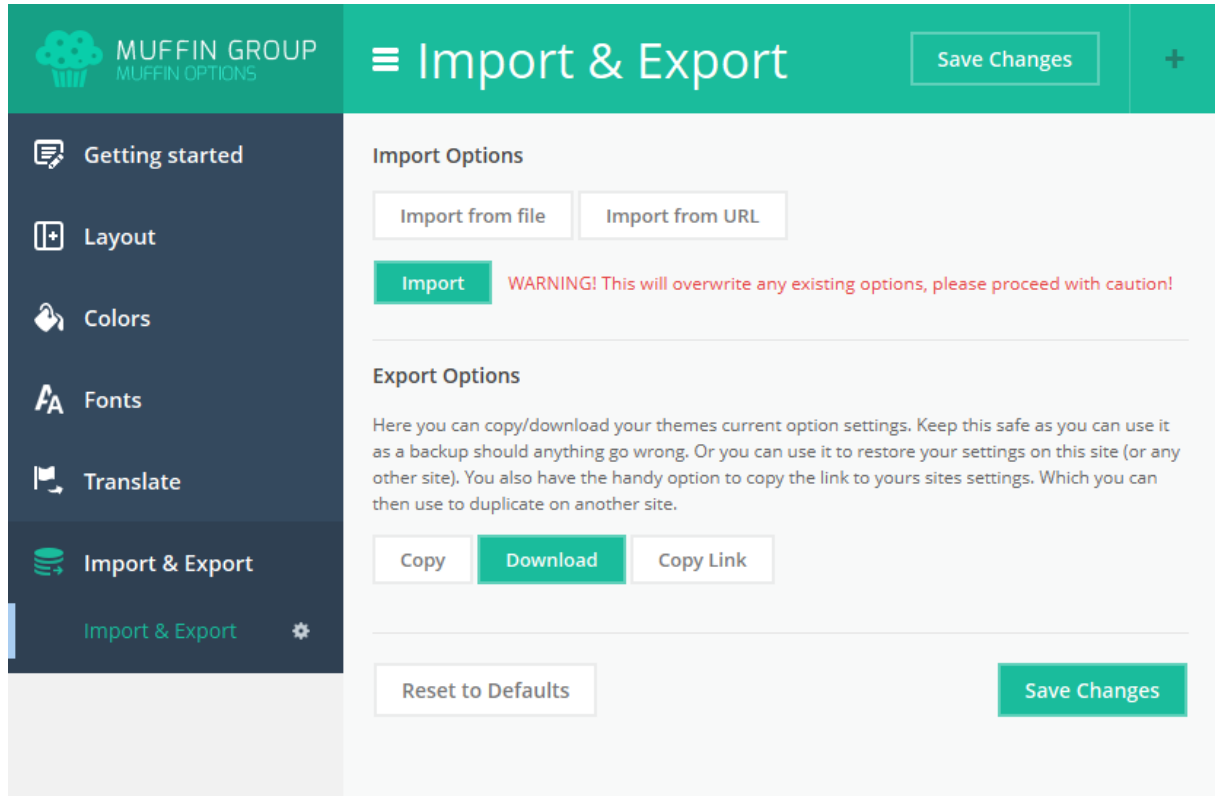 MUFFIN GROUP
MUFFIN OPTIONS
Import & Export
Save Changes
Getting started
Layout
Colors
Fonts
Translate
Import & Export
Import & Export
Import Options
Import from file
Import from URL
Import
WARNING! This will overwrite any existing options, please proceed with caution!
Export Options
Here you can copy/download your themes current option settings. Keep this safe as you can use it
as a backup should anything go wrong. Or you can use it to restore your settings on this site (or any
other site). You also have the handy option to copy the link to yours sites settings. Which you can
then use to duplicate on another site.
Copy
Download
Copy Link
Reset to Defaults
Save Changes